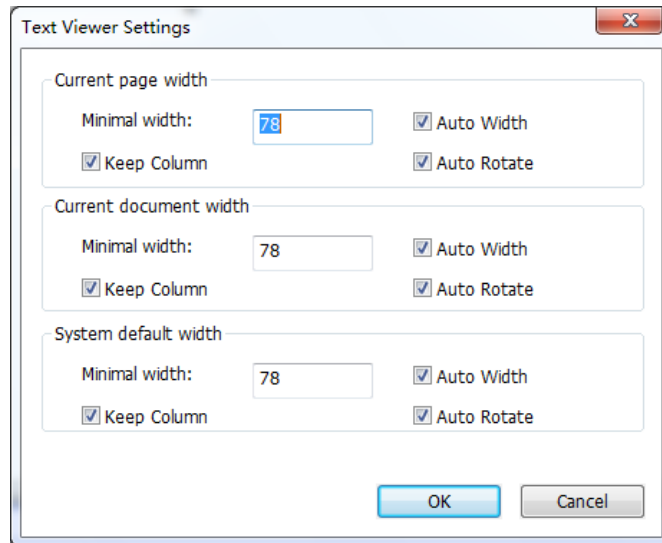 Text Viewer Settings
Current page width
Minimal width: 78 Auto Width
Keep Column Auto Rotate
Current document width
Minimal width: 78 Auto Width
Keep Column Auto Rotate
System default width
Minimal width: 78 Auto Width
Keep Column Auto Rotate
OK Cancel